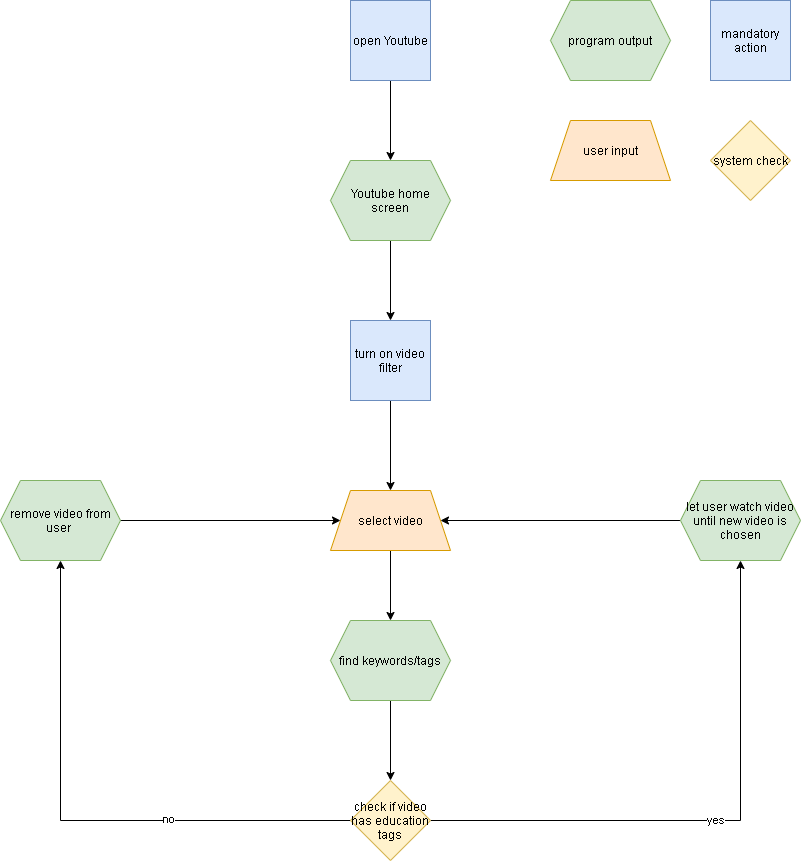 open Youtube
program output
mandatory
action
user input
system check
Youtube home
screen
turn on video
filter
remove video from
user
select video
let user watch video
until new video is
chosen
find keywords/tags
check if video
has education
tags
no
yes